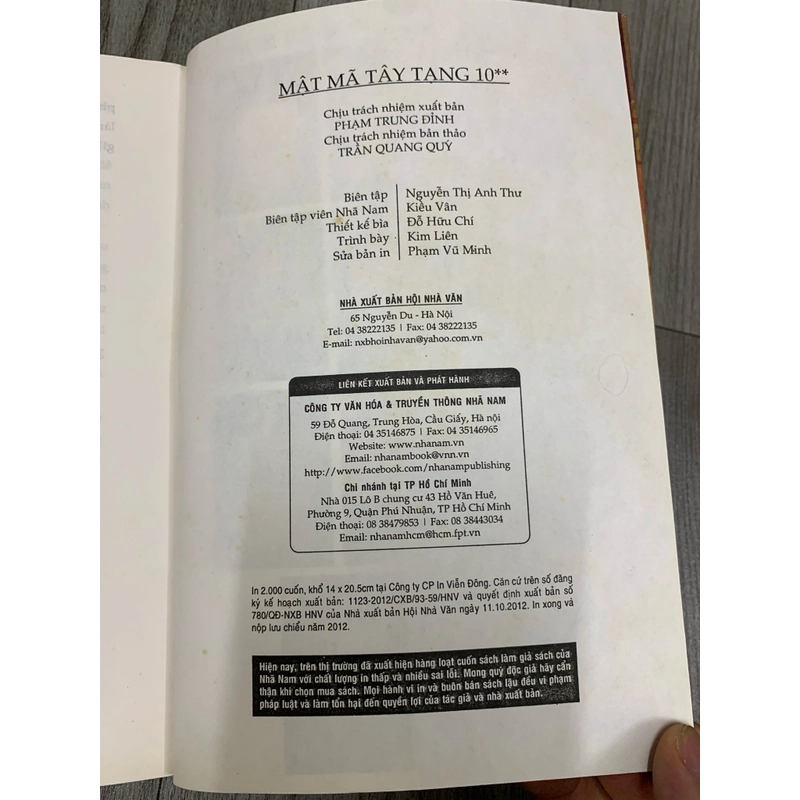 MẬT MÃ TÂY TẠNG 10**
Chịu trách nhiệm xuất bản
PHẠM TRUNG ĐỈNH
Chịu trách nhiệm bản thảo
TRẦN QUANG QUÝ
Biên tập | Nguyễn Thị Anh Thư
Biên tập viên Nhã Nam | Kiều Vân
Thiết kế bìa | Đỗ Hữu Chí
Trình bày | Kim Liên
Sửa bản in | Phạm Vũ Minh
NHÀ XUẤT BẢN HỘI NHÀ VĂN
65 Nguyễn Du - Hà Nội
Tel: 04 38222135 | Fax: 04 38222135
E-mail: nxbhoinhavan@yahoo.com.vn
LIÊN KẾT XUẤT BẢN VÀ PHÁT HÀNH
CÔNG TY VĂN HÓA & TRUYỀN THÔNG NHÃ NAM
59 Đỗ Quang, Trung Hòa, Cầu Giấy, Hà nội
Điện thoại: 04 35146875 | Fax: 04 35146965
Website: www.nhanam.vn
Email: nhanambook@vnn.vn
http://www.facebook.com/nhanampublishing
Chi nhánh tại TP Hồ Chí Minh
Nhà 015 Lô B chung cư 43 Hồ Văn Huê,
Phường 9, Quận Phú Nhuận, TP Hồ Chí Minh
Điện thoại: 08 38479853 | Fax: 08 38443034
Email: nhanamhcm@hcm.fpt.vn
In 2.000 cuốn, khổ 14 x 20.5cm tại Công ty CP In Viễn Đông. Căn cứ trên số đăng
ký kế hoạch xuất bản: 1123-2012/CXB/93-59/HNV và quyết định xuất bản số
780/QĐ-NXB HNV của Nhà xuất bản Hội Nhà Văn ngày 11.10.2012. In xong và
nộp lưu chiểu năm 2012.
Hiện nay, trên thị trường đã xuất hiện hàng loạt cuốn sách làm giả sách của
Nhã Nam với chất lượng in thấp và nhiều sai lỗi. Mong quý độc giả hãy cẩn
thận khi chọn mua sách. Mọi hành vi in và buôn bán sách lậu đều vi phạm
pháp luật và làm tổn hại đến quyền lợi của tác giả và nhà xuất bản.